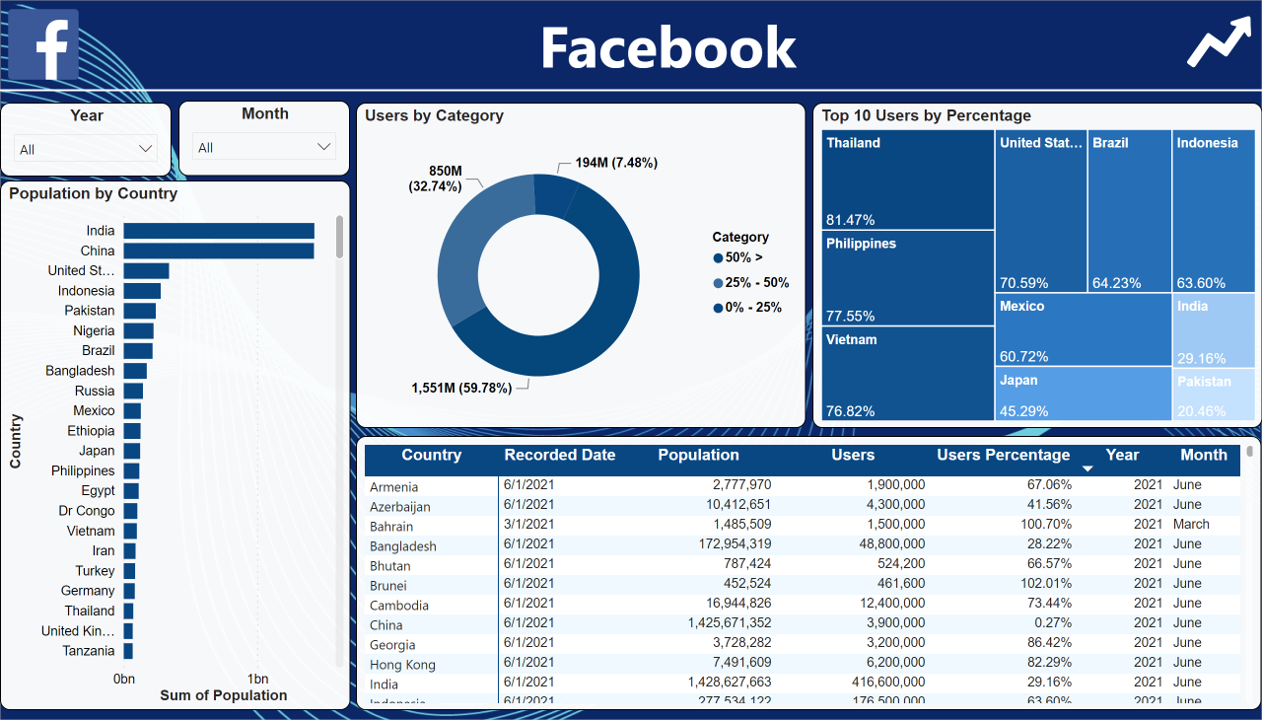 f
Facebook
Year
All
Month
All
Population by Country
Country
India
China
United St...
Indonesia
Pakistan
Nigeria
Brazil
Bangladesh
Russia
Mexico
Ethiopia
Japan
Philippines
Egypt
Dr Congo
Vietnam
Iran
Turkey
Germany
Thailand
United Kin...
Tanzania
0bn 1bn
Sum of Population
Users by Category
194M (7.48%)
850M
(32.74%)
1,551M (59.78%)
Category
50% >
25% - 50%
0% - 25%
Top 10 Users by Percentage
Thailand
81.47%
Philippines
77.55%
Vietnam
76.82%
United Stat...
70.59%
Brazil
64.23%
Indonesia
63.60%
Mexico
60.72%
Japan
45.29%
India
29.16%
Pakistan
20.46%
Country Recorded Date Population Users Users Percentage Year Month
Armenia 6/1/2021 2,777,970 1,900,000 67.06% 2021 June
Azerbaijan 6/1/2021 10,412,651 4,300,000 41.56% 2021 June
Bahrain 3/1/2021 1,485,509 1,500,000 100.70% 2021 March
Bangladesh 6/1/2021 172,954,319 48,800,000 28.22% 2021 June
Bhutan 6/1/2021 787,424 524,200 66.57% 2021 June
Brunei 6/1/2021 452,524 461,600 102.01% 2021 June
Cambodia 6/1/2021 16,944,826 12,400,000 73.44% 2021 June
China 6/1/2021 1,425,671,352 3,900,000 0.27% 2021 June
Georgia 6/1/2021 3,728,282 3,200,000 86.42% 2021 June
Hong Kong 6/1/2021 7,491,609 6,200,000 82.29% 2021 June
India 6/1/2021 1,428,627,663 416,600,000 29.16% 2021 June
Indonesia 6/1/2021 277,534,122 176,500,000 63.60% 2021 June